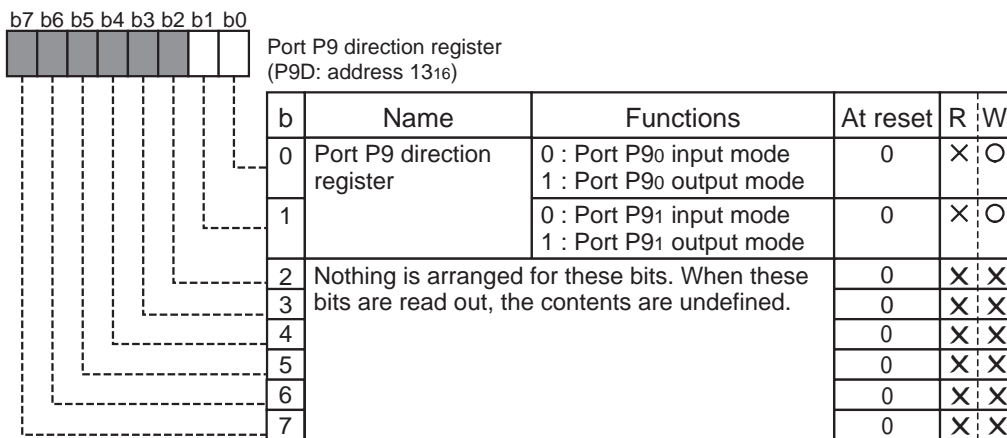 b7 b6 b5 b4 b3 b2 b1 b0
Port P9 direction register
(P9D: address 1316)
b Name Functions At reset R W
0 Port P9 direction register 0 : Port P90 input mode 0 × O
1 : Port P90 output mode
1 0 : Port P91 input mode 0 × O
1 : Port P91 output mode
2 Nothing is arranged for these bits. When these 0 X X
3 bits are read out, the contents are undefined. 0 X X
4 0 X X
5 0 X X
6 0 X X
7 0 X X